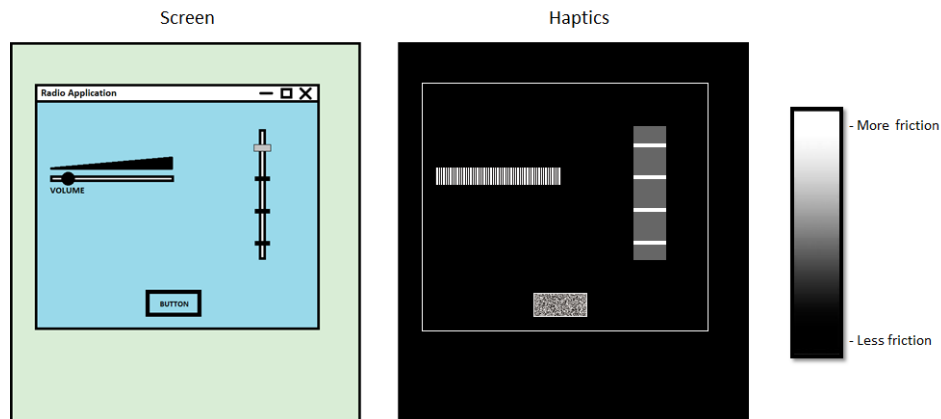 Screen
Haptics
Radio Application
- More friction
VOLUME
BUTTON
- Less friction